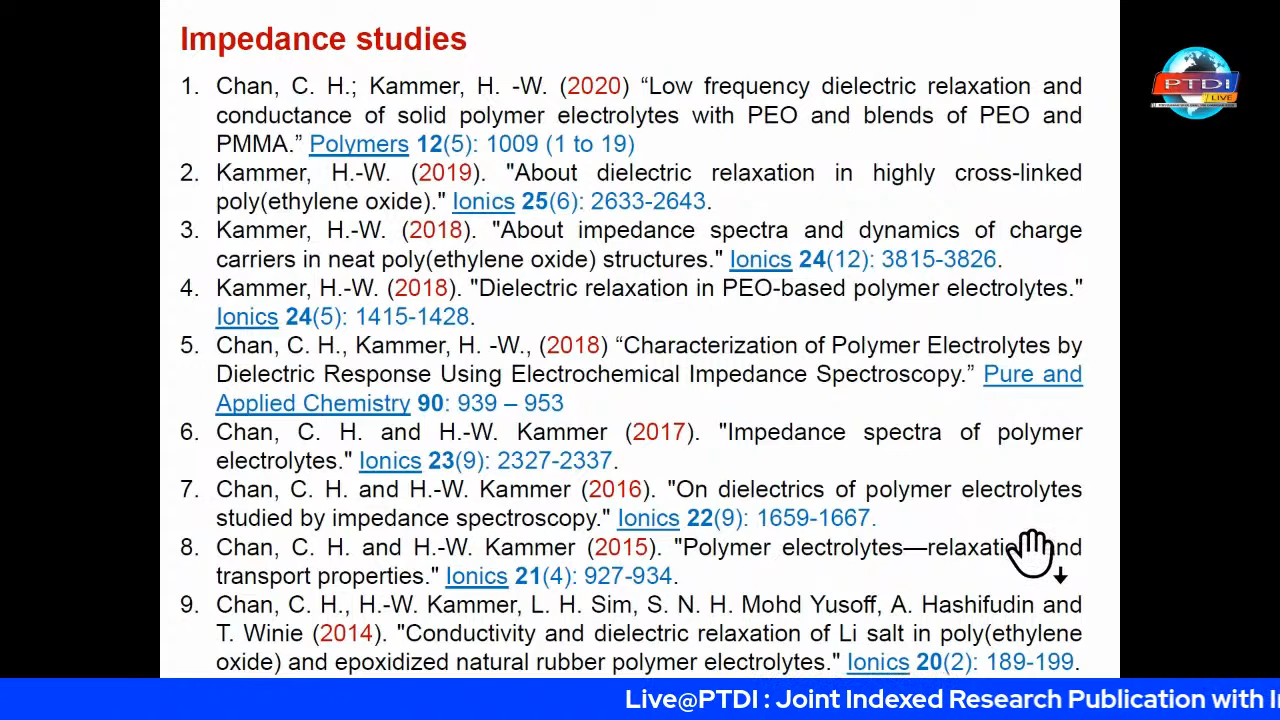 Impedance studies
PTDI
LIVE
1. Chan, C. H.; Kammer, H. -W. (2020) “Low frequency dielectric relaxation and
conductance of solid polymer electrolytes with PEO and blends of PEO and
PMMA.” Polymers 12(5): 1009 (1 to 19)
2. Kammer, H.-W. (2019). "About dielectric relaxation in highly cross-linked
poly(ethylene oxide)." Ionics 25(6): 2633-2643.
3. Kammer, H.-W. (2018). "About impedance spectra and dynamics of charge
carriers in neat poly(ethylene oxide) structures." Ionics 24(12): 3815-3826.
4. Kammer, H.-W. (2018). "Dielectric relaxation in PEO-based polymer electrolytes."
Ionics 24(5): 1415-1428.
5. Chan, C. H., Kammer, H. -W., (2018) “Characterization of Polymer Electrolytes by
Dielectric Response Using Electrochemical Impedance Spectroscopy.” Pure and
Applied Chemistry 90: 939 – 953
6. Chan, C. H. and H.-W. Kammer (2017). "Impedance spectra of polymer
electrolytes." Ionics 23(9): 2327-2337.
7. Chan, C. H. and H.-W. Kammer (2016). "On dielectrics of polymer electrolytes
studied by impedance spectroscopy." Ionics 22(9): 1659-1667.
8. Chan, C. H. and H.-W. Kammer (2015). "Polymer electrolytes—relaxation and
transport properties." Ionics 21(4): 927-934.
9. Chan, C. H., H.-W. Kammer, L. H. Sim, S. N. H. Mohd Yusoff, A. Hashifudin and
T. Winie (2014). "Conductivity and dielectric relaxation of Li salt in poly(ethylene
oxide) and epoxidized natural rubber polymer electrolytes." Ionics 20(2): 189-199.
Live@PTDI : Joint Indexed Research Publication with I